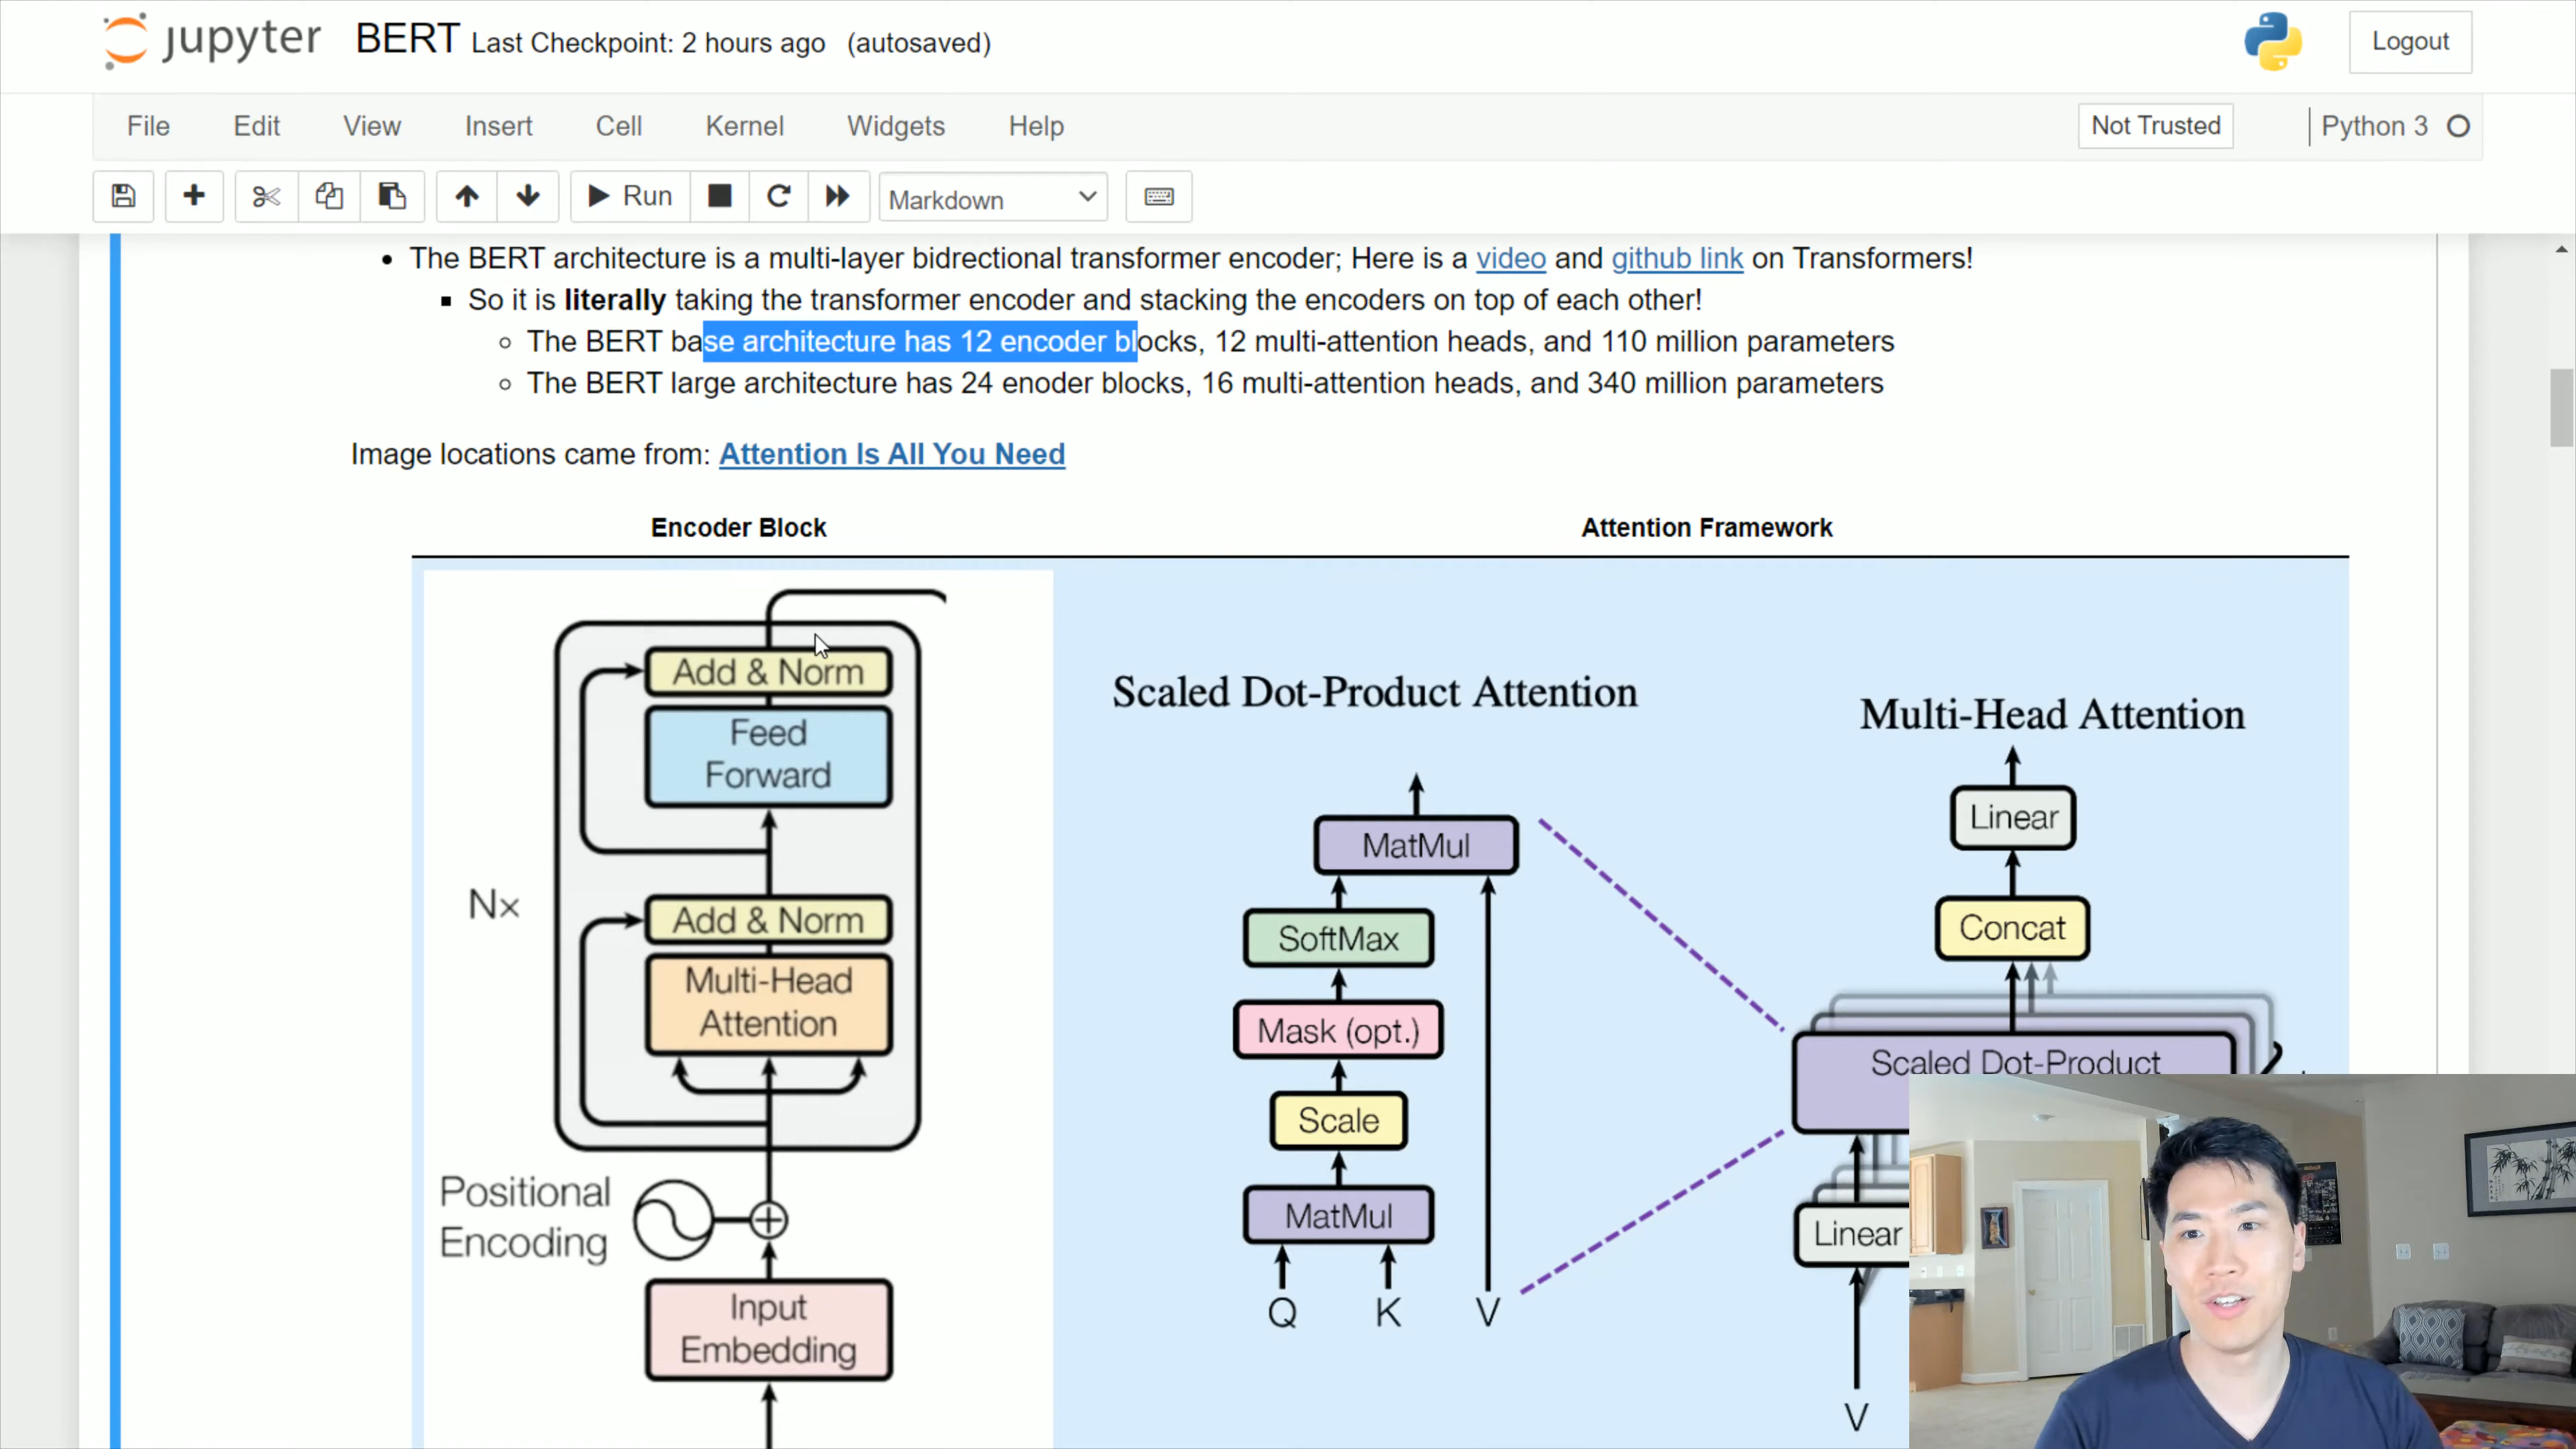 jupyter BERT Last Checkpoint: 2 hours ago (autosaved)
Logout
File Edit View Insert Cell Kernel Widgets Help
Not Trusted
Python 3
Run
Markdown
The BERT architecture is a multi-layer bidrectional transformer encoder; Here is a video and github link on Transformers!
So it is literally taking the transformer encoder and stacking the encoders on top of each other!
The BERT base architecture has 12 encoder blocks, 12 multi-attention heads, and 110 million parameters
The BERT large architecture has 24 enoder blocks, 16 multi-attention heads, and 340 million parameters
Image locations came from: Attention Is All You Need
Encoder Block
Attention Framework
Add & Norm
Feed
Forward
Nx
Add & Norm
Multi-Head
Attention
Positional
Encoding
Input
Embedding
Scaled Dot-Product Attention
MatMul
SoftMax
Mask (opt.)
Scale
MatMul
Q K V
Multi-Head Attention
Linear
Concat
Scaled Dot-Product
Linear
V